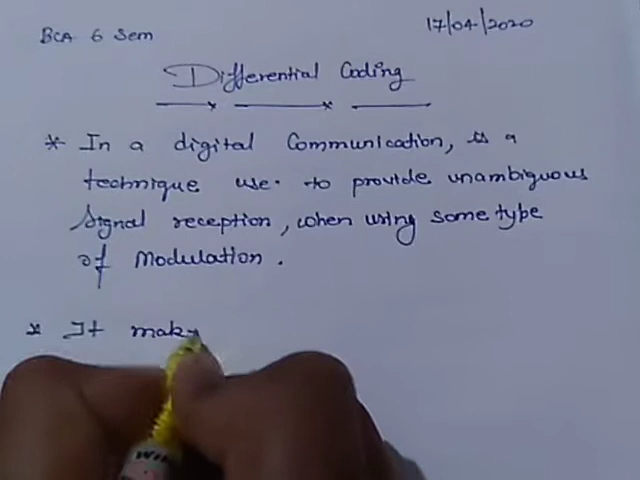 BCA 6 Sem
17/04/2020
Differential Coding
* In a digital Communication, is a
technique use. to provide unambiguous
Signal reception, when using some type
of Modulation.
* It mak